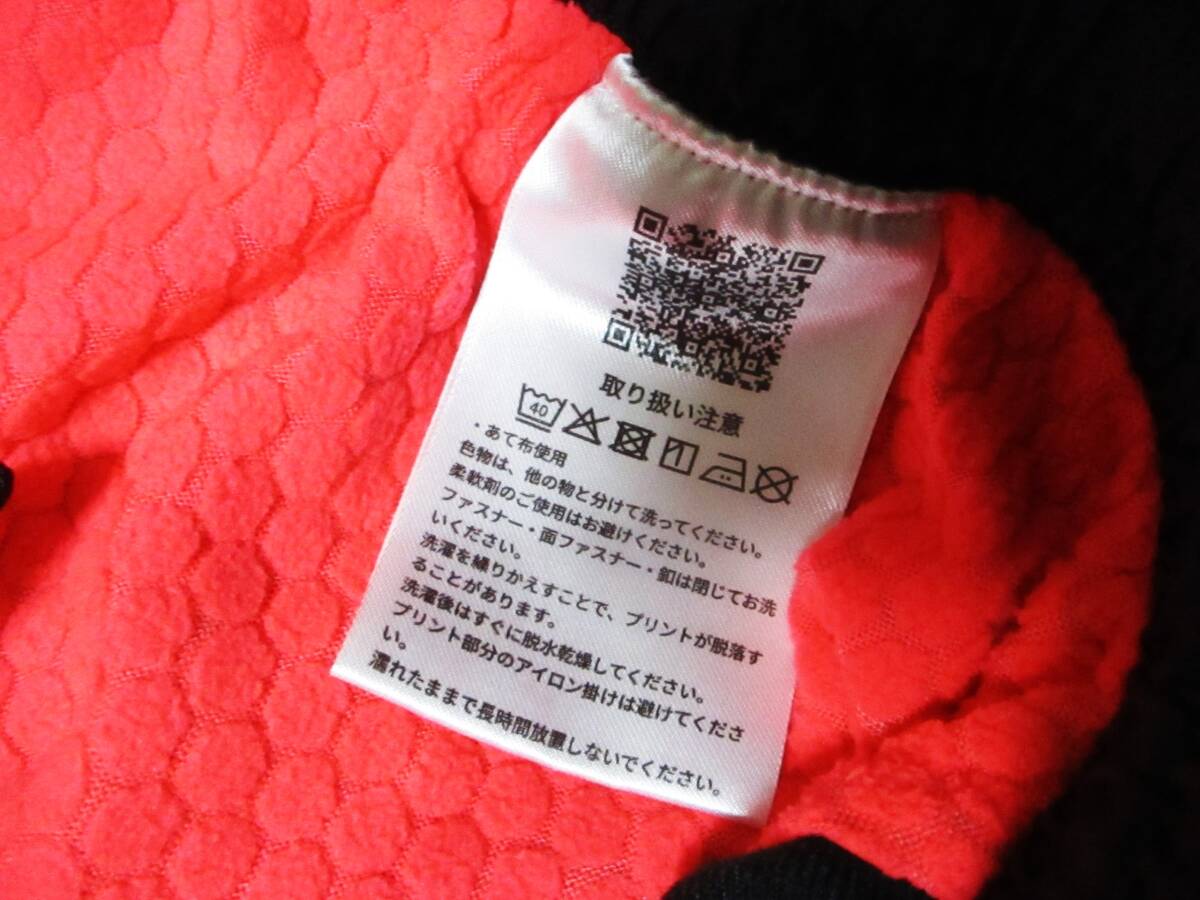 取り扱い注意
40
・あて布使用
色物は、他の物と分けて洗ってください。
柔軟剤のご使用はお避けください。
ファスナー・面ファスナー・釦は閉じてお洗
いください。
洗濯を繰りかえすことで、プリントが脱落す
ることがあります。
洗濯後はすぐに脱水乾燥してください。
プリント部分のアイロン掛けは避けてくださ
い。
濡れたままで長時間放置しないでください。